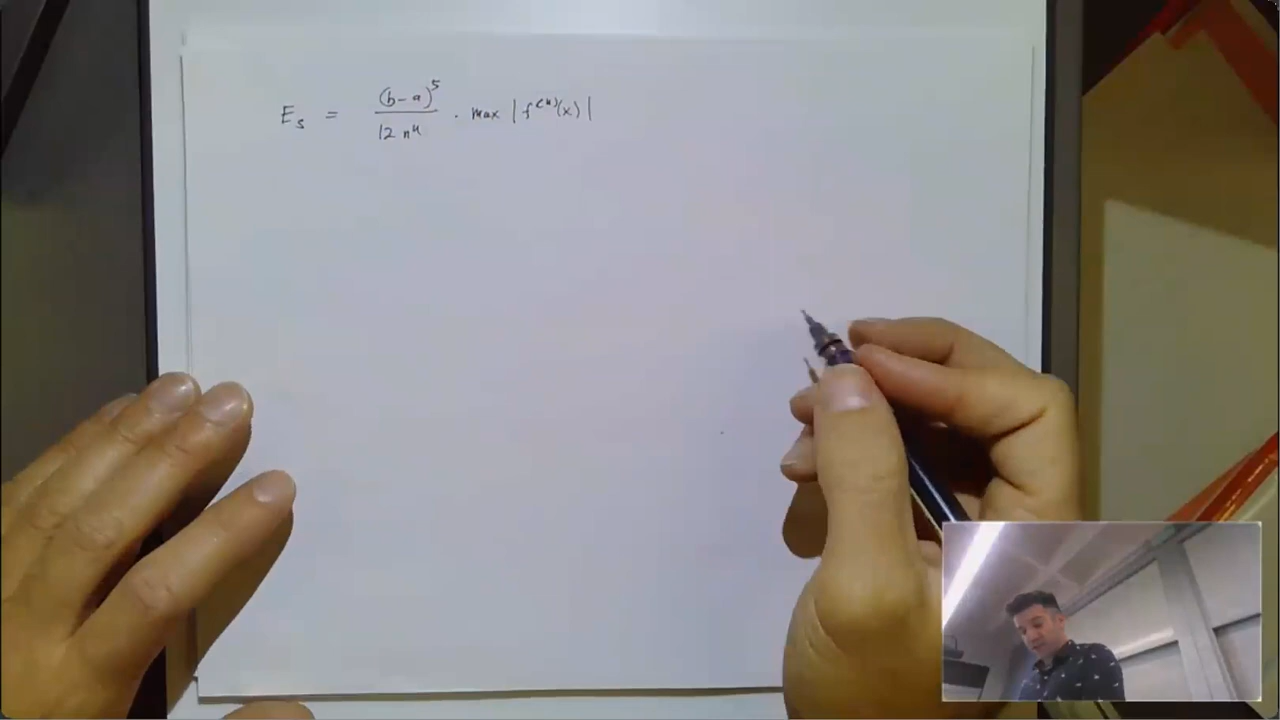 E_s = (b-a)^5 / 12 n^4 · max | f^(4)(x) |